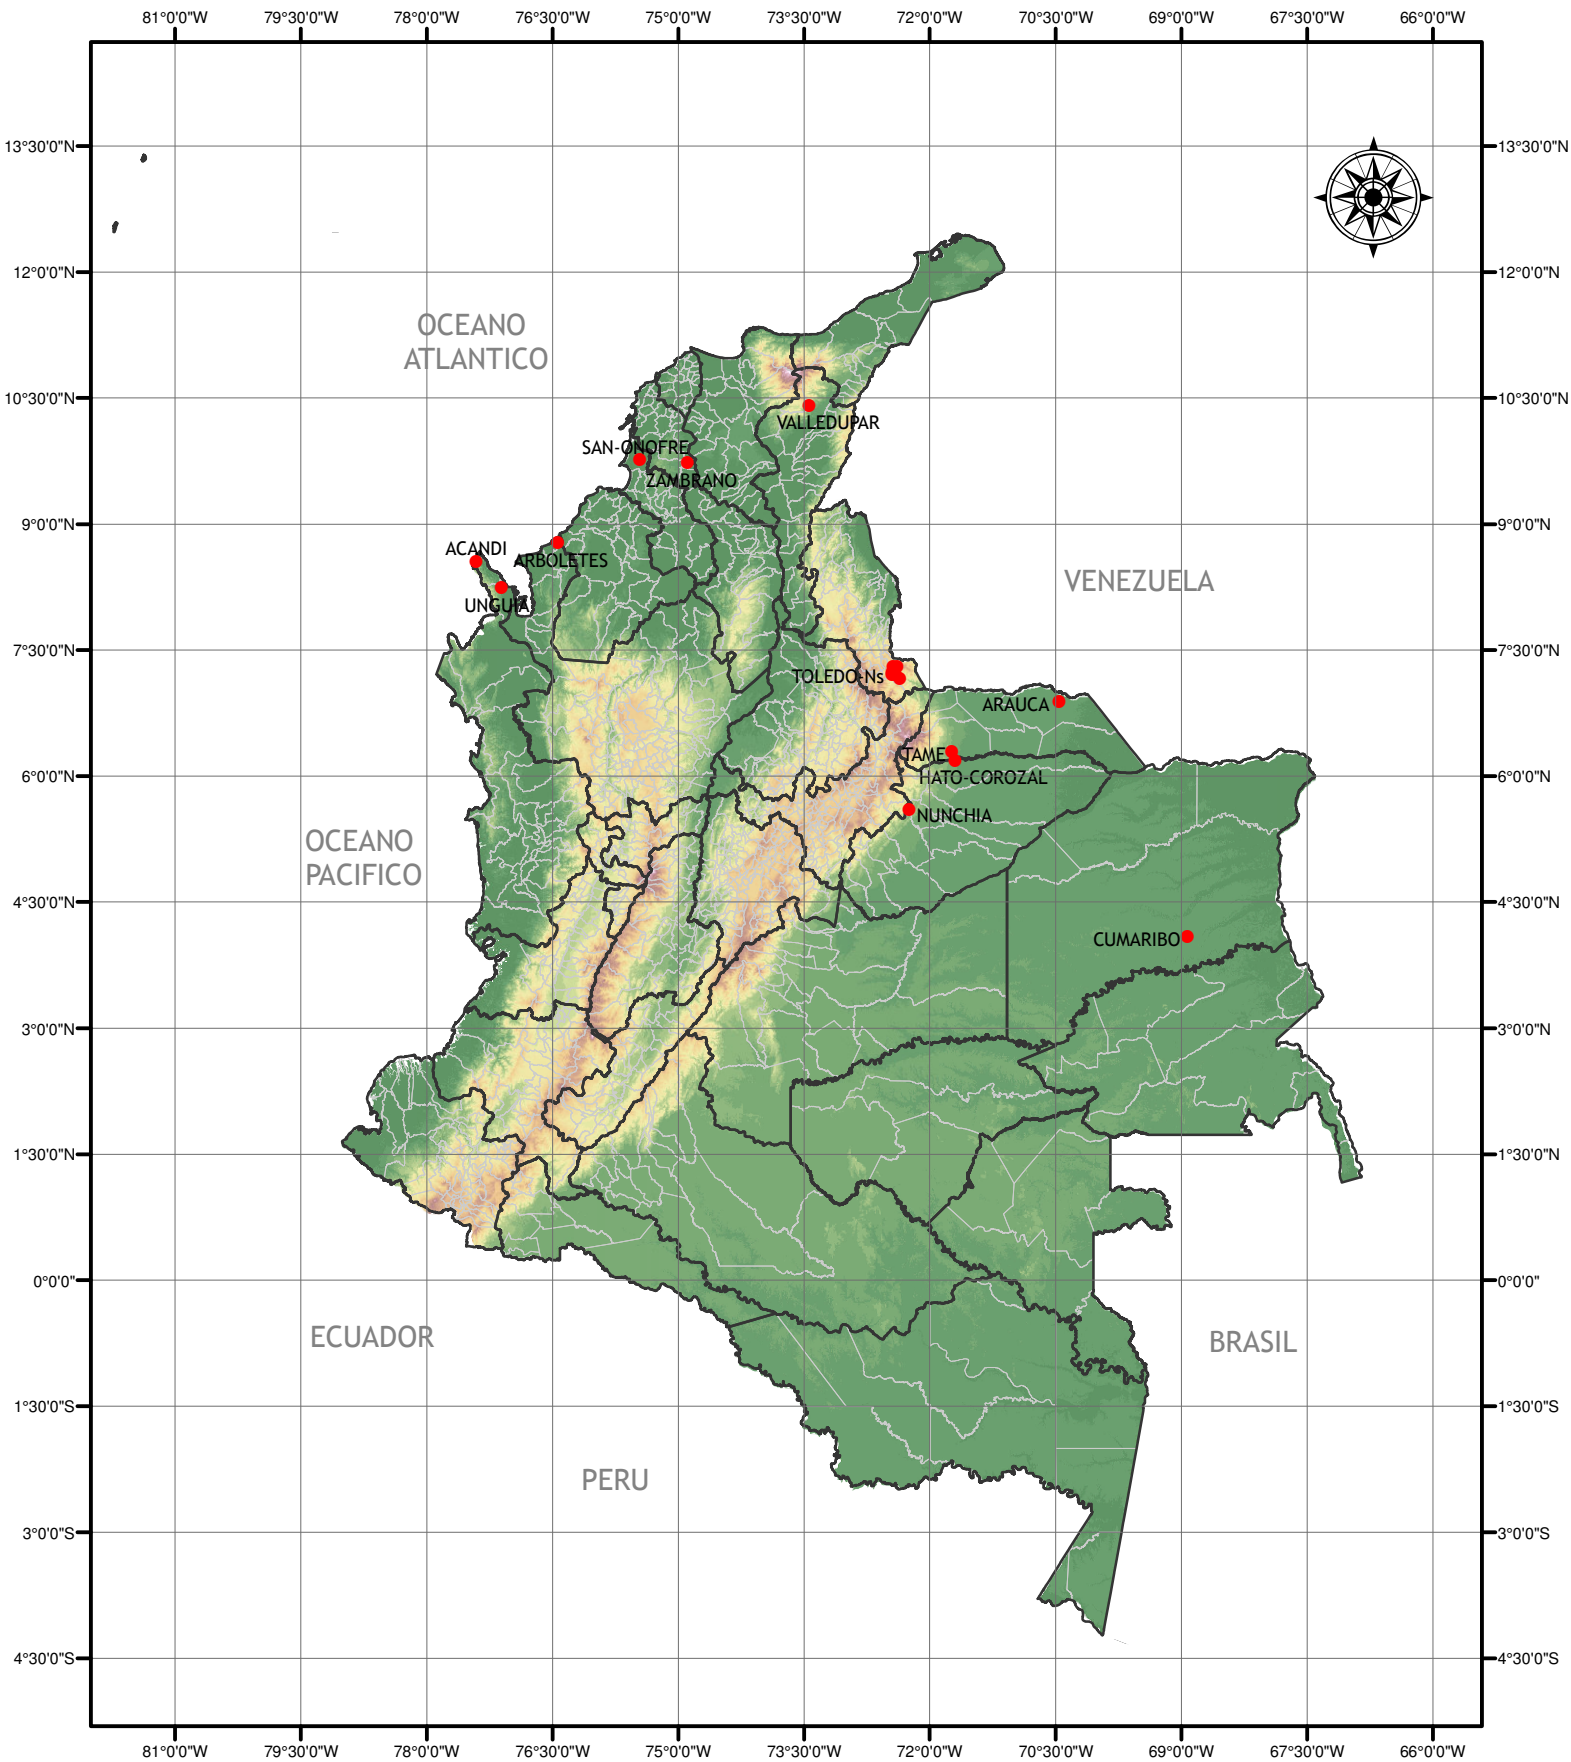 81°0'0"W 79°30'0"W 78°0'0"W 76°30'0"W 75°0'0"W 73°30'0"W 72°0'0"W 70°30'0"W 69°0'0"W 67°30'0"W 66°0'0"W
13°30'0"N 13°30'0"N
12°0'0"N 12°0'0"N
OCEANO
ATLANTICO
10°30'0"N 10°30'0"N
VALLEDUPAR
SAN-ONOFRE
ZAMBRANO
9°0'0"N 9°0'0"N
ACANDI
ARBOLETES
VENEZUELA
UNGUIA
7°30'0"N 7°30'0"N
TOLEDO-Ns
ARAUCA
TAME
6°0'0"N 6°0'0"N
HATO-COROZAL
NUNCHIA
OCEANO
PACIFICO
4°30'0"N 4°30'0"N
CUMARIBO
3°0'0"N 3°0'0"N
1°30'0"N 1°30'0"N
0°0'0" 0°0'0"
ECUADOR
BRASIL
1°30'0"S 1°30'0"S
PERU
3°0'0"S 3°0'0"S
4°30'0"S 4°30'0"S
81°0'0"W 79°30'0"W 78°0'0"W 76°30'0"W 75°0'0"W 73°30'0"W 72°0'0"W 70°30'0"W 69°0'0"W 67°30'0"W 66°0'0"W